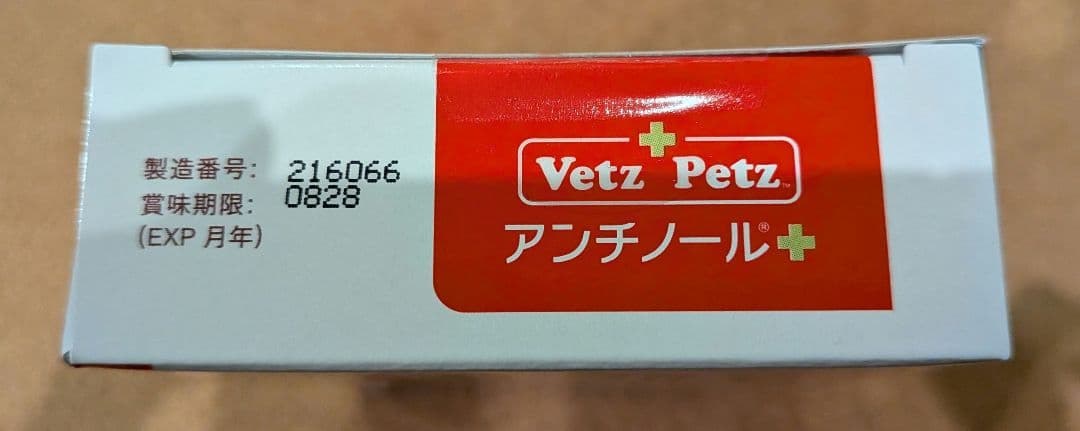 製造番号: 216066
賞味期限: 0828
(EXP 月年)
Vetz Petz™
アンチノール®+